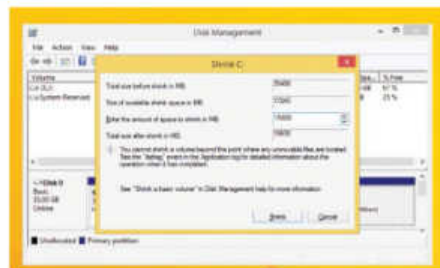 Disk Management
File Action View Help
Shrink C:
Volume
% Free
(C:)
System Reserved
Total size before shrink in MB:
Size of available shrink space in MB:
Enter the amount of space to shrink in MB:
Total size after shrink in MB:
You cannot shrink a volume beyond the point where any unmovable files are located.
See the "defrag" event in the Application log for detailed information about the
operation when it has completed.
See "Shrink a basic volume" in Disk Management help for more information
Shrink Cancel
Disk 0
Basic
Online
Unallocated Primary partition